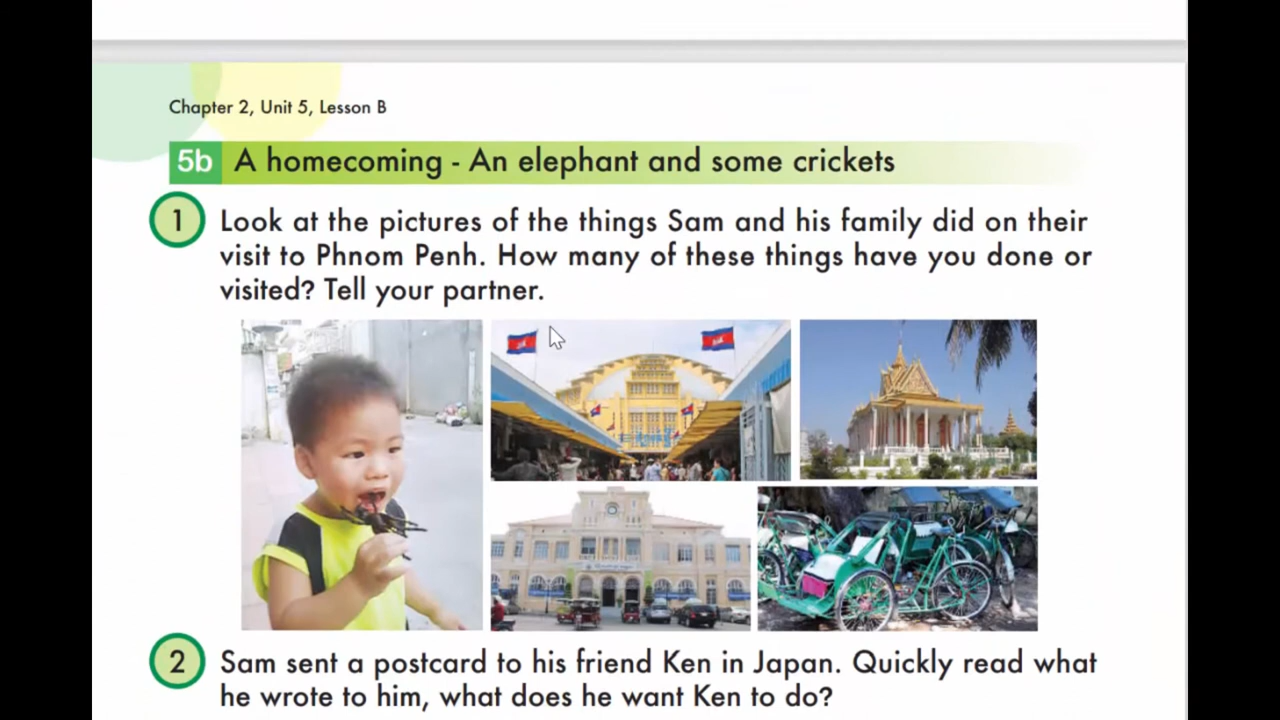 Chapter 2, Unit 5, Lesson B
5b A homecoming - An elephant and some crickets
1 Look at the pictures of the things Sam and his family did on their
visit to Phnom Penh. How many of these things have you done or
visited? Tell your partner.
2 Sam sent a postcard to his friend Ken in Japan. Quickly read what
he wrote to him, what does he want Ken to do?